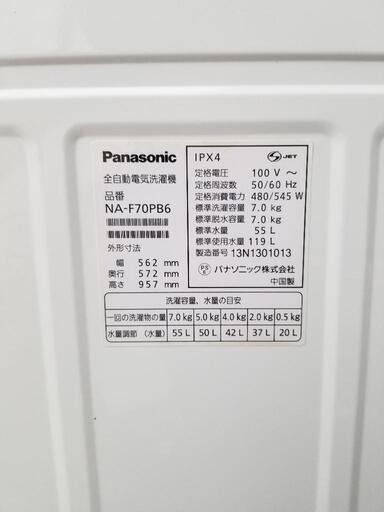 Panasonic
全自動電気洗濯機
品番
NA-F70PB6
外形寸法
幅 562 mm
奥行 572 mm
高さ 957 mm
IPX4
JET
定格電圧 100 V ～
定格周波数 50/60 Hz
定格消費電力 480/545 W
標準洗濯容量 7.0 kg
標準脱水容量 7.0 kg
標準水量 55 L
標準使用水量 119 L
製造番号 13N1301013
PS E パナソニック株式会社
中国製
洗濯容量、水量の目安
一回の洗濯物の量 7.0 kg 5.0 kg 4.0 kg 2.0 kg 0.5 kg
水量調節（水量） 55 L 50 L 42 L 37 L 20 L